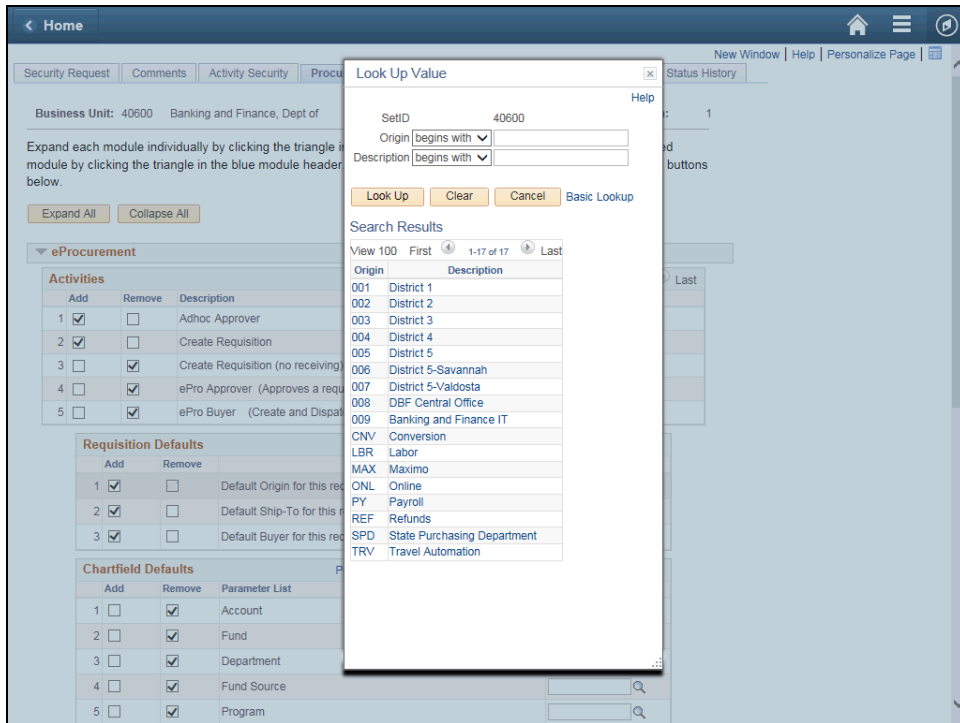 Home
New Window | Help | Personalize Page |
Security Request
Comments
Activity Security
Procu
Status History
Business Unit: 40600 Banking and Finance, Dept of
1
Expand each module individually by clicking the triangle
module by clicking the triangle in the blue module header
buttons
below.
Expand All
Collapse All
eProcurement
Activities
Last
Add Remove Description
1 Adhoc Approver
2 Create Requisition
3 Create Requisition (no receiving)
4 ePro Approver (Approves a requ
5 ePro Buyer (Create and Dispat
Requisition Defaults
Add Remove
1 Default Origin for this req
2 Default Ship-To for this r
3 Default Buyer for this req
Chartfield Defaults
P
Add Remove Parameter List
1 Account
2 Fund
3 Department
4 Fund Source
5 Program
Look Up Value
Help
SetID 40600
Origin begins with
Description begins with
Look Up
Clear
Cancel
Basic Lookup
Search Results
View 100 First 1-17 of 17 Last
Origin Description
001 District 1
002 District 2
003 District 3
004 District 4
005 District 5
006 District 5-Savannah
007 District 5-Valdosta
008 DBF Central Office
009 Banking and Finance IT
CNV Conversion
LBR Labor
MAX Maximo
ONL Online
PY Payroll
REF Refunds
SPD State Purchasing Department
TRV Travel Automation